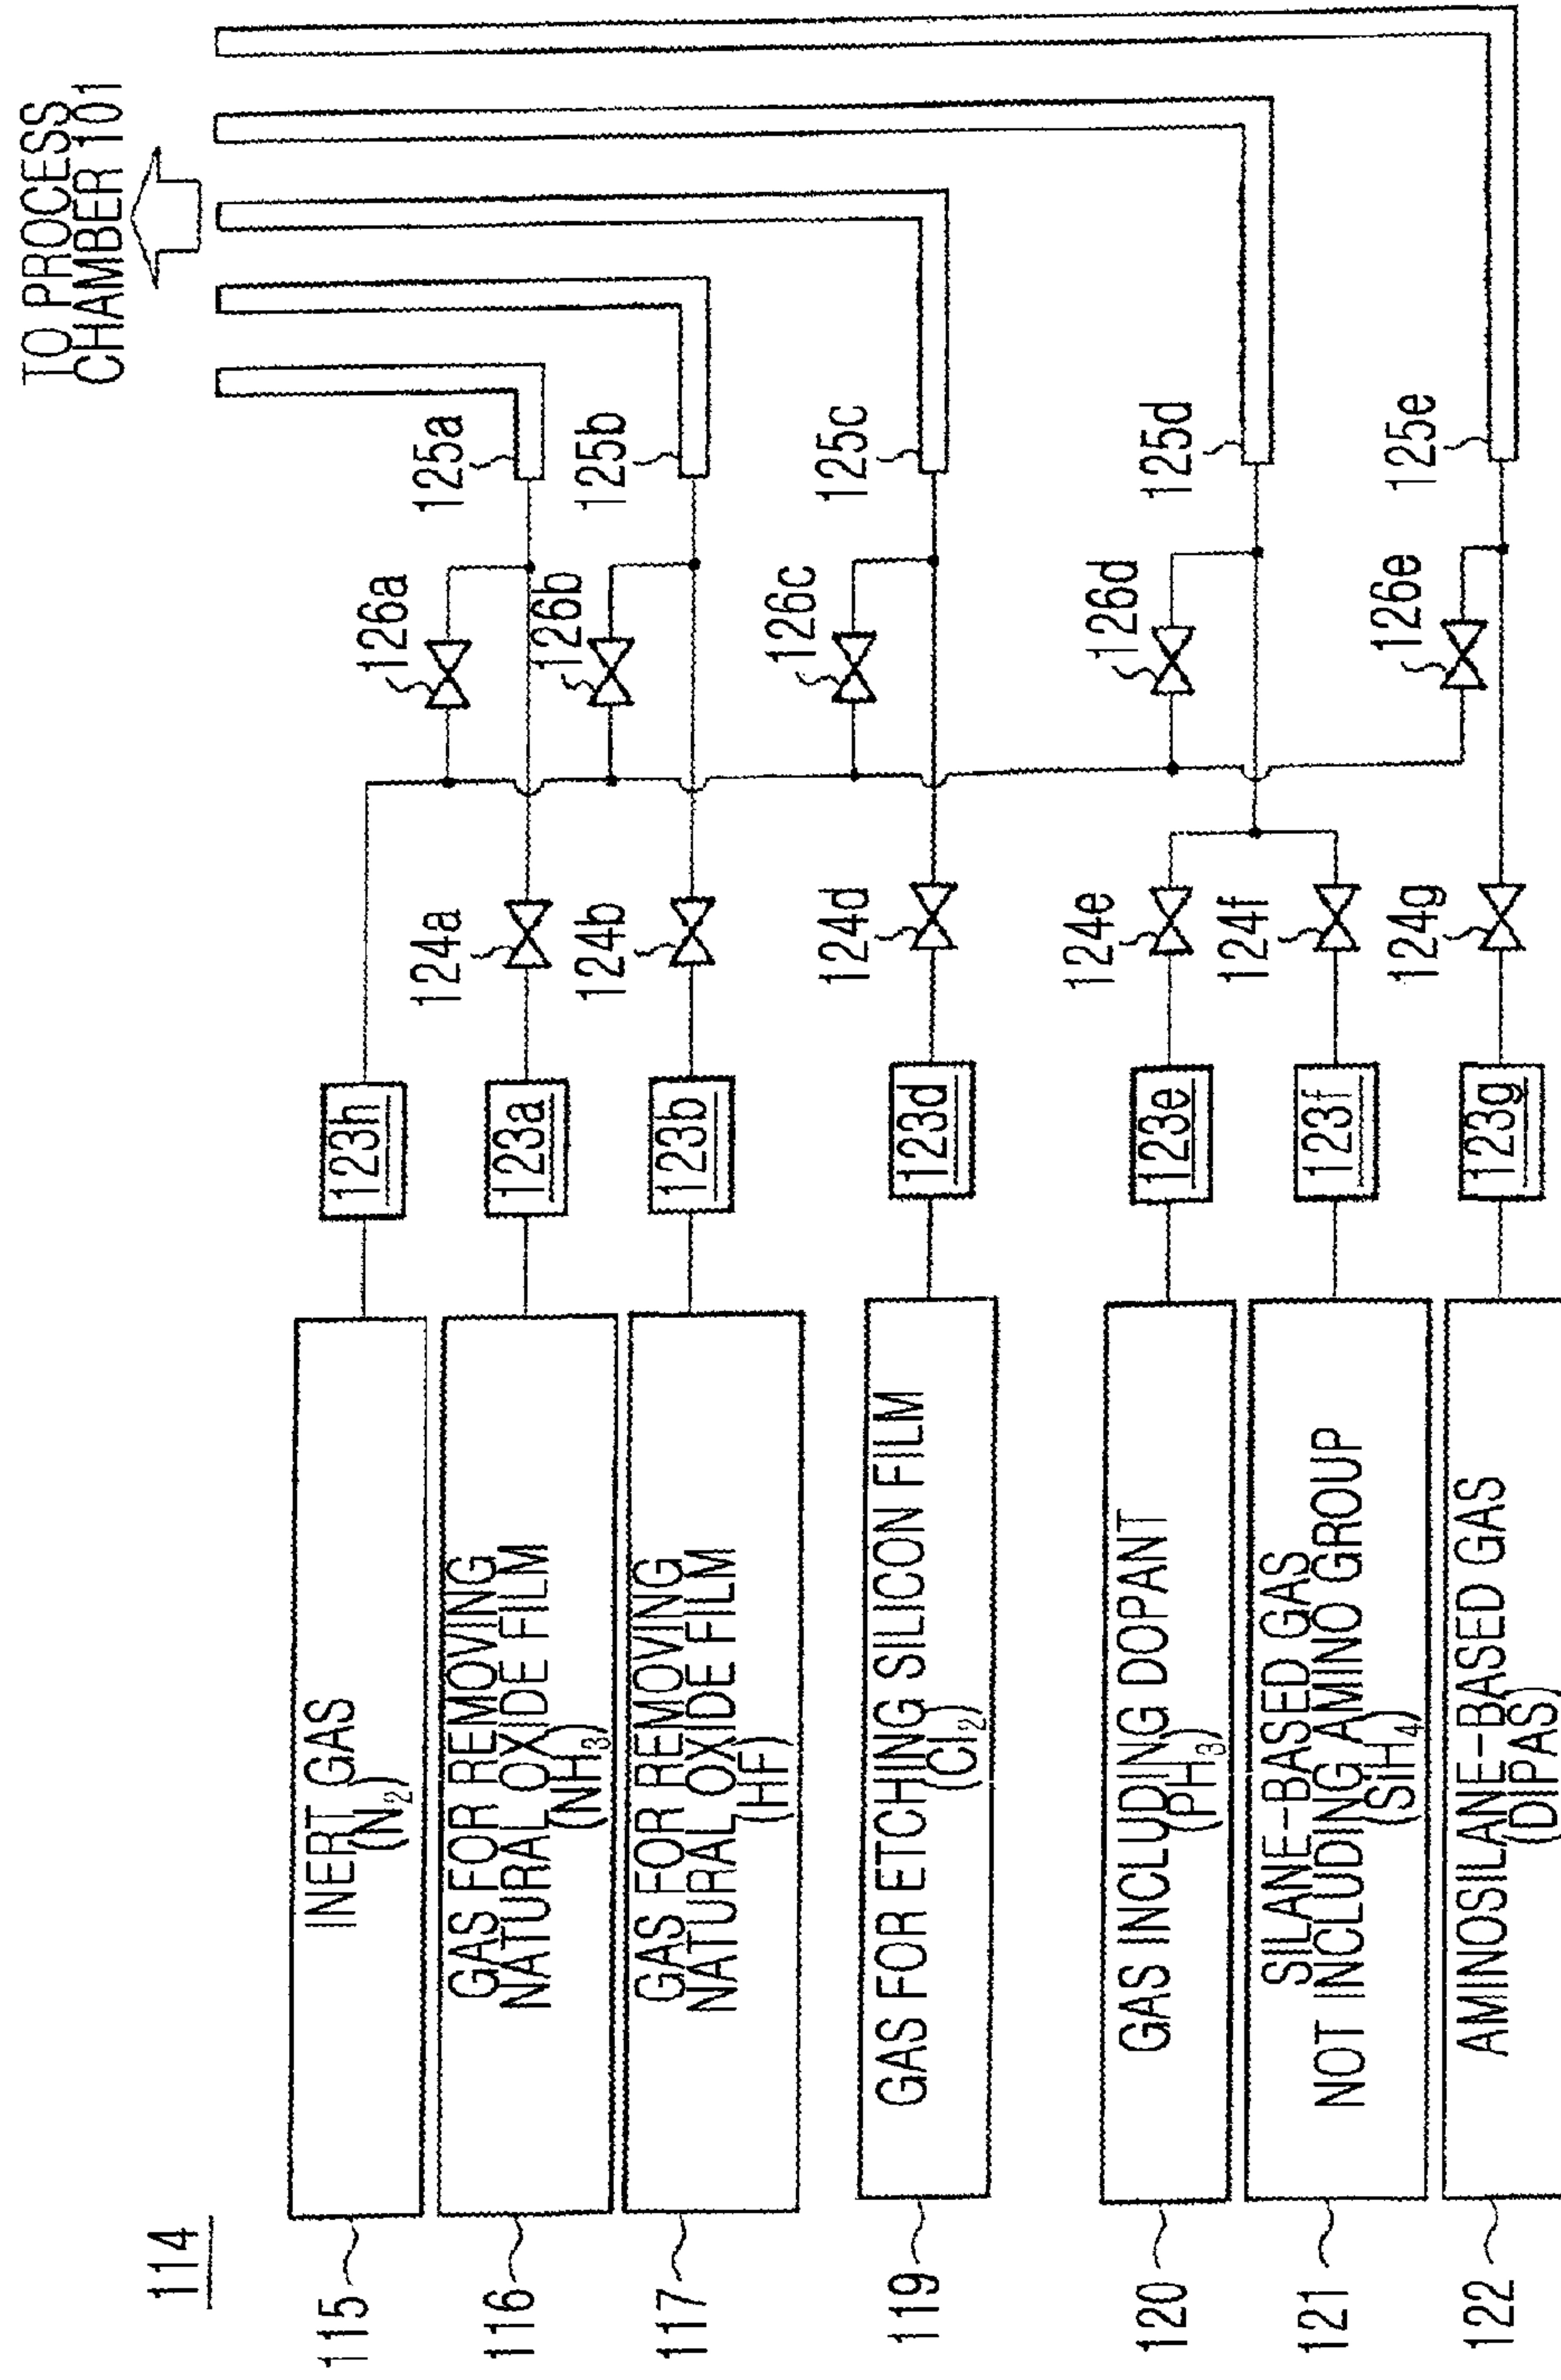 114
TO PROCESS
CHAMBER 101
115
INERT GAS
(N₂)
123h
116
GAS FOR REMOVING
NATURAL OXIDE FILM
(NH₃)
123a
124a
126a
125a
117
GAS FOR REMOVING
NATURAL OXIDE FILM
(HF)
123b
124b
126b
125b
119
GAS FOR ETCHING SILICON FILM
(Cl₂)
123d
124d
126c
125c
120
GAS INCLUDING DOPANT
(PH₃)
123e
124e
126d
125d
121
SILANE-BASED GAS
NOT INCLUDING AMINO GROUP
(SiH₄)
123f
124f
122
AMINOSILANE-BASED GAS
(DIPAS)
123g
124g
126e
125e